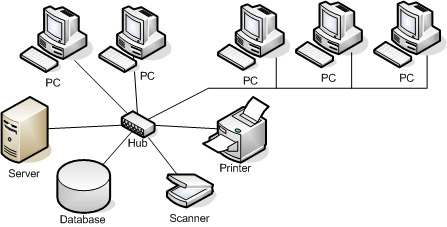 PC
PC
PC
PC
PC
Hub
Server
Printer
Database
Scanner